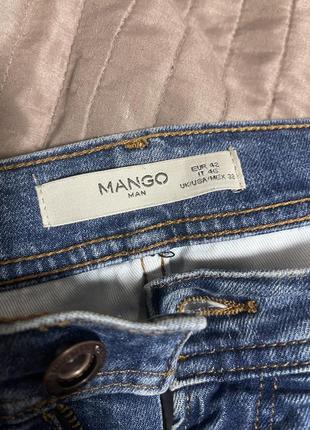 MANGO
MAN
EUR 42
IT 46
UK/USA/MEX 32